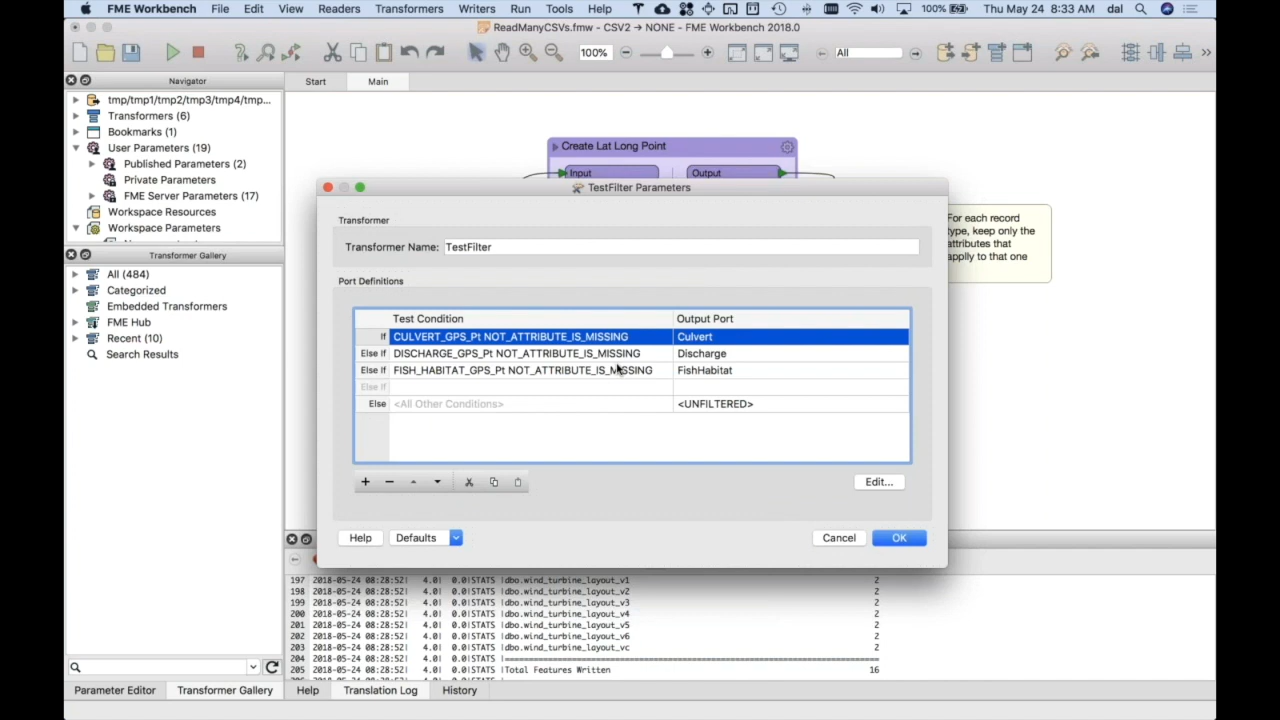 FME Workbench File Edit View Readers Transformers Writers Run Tools Help 100% Thu May 24 8:33 AM dal
ReadManyCSVs.fmw - CSV2 → NONE - FME Workbench 2018.0
100% All
Navigator
Start Main
tmp/tmp1/tmp2/tmp3/tmp4/tmp...
Transformers (6)
Bookmarks (1)
User Parameters (19)
Published Parameters (2)
Private Parameters
FME Server Parameters (17)
Workspace Resources
Workspace Parameters
Transformer Gallery
All (484)
Categorized
Embedded Transformers
FME Hub
Recent (10)
Search Results
Create Lat Long Point
Input Output
For each record
type, keep only the
attributes that
applly to that one
TestFilter Parameters
Transformer
Transformer Name: TestFilter
Port Definitions
Test Condition Output Port
If CULVERT_GPS_Pt NOT_ATTRIBUTE_IS_MISSING Culvert
Else If DISCHARGE_GPS_Pt NOT_ATTRIBUTE_IS_MISSING Discharge
Else If FISH_HABITAT_GPS_Pt NOT_ATTRIBUTE_IS_MISSING FishHabitat
Else If
Else <All Other Conditions> <UNFILTERED>
Edit...
Help Defaults Cancel OK
197 2018-05-24 08:28:52| 4.0| 0.0|STATS |dbo.wind_turbine_layout_v1 2
198 2018-05-24 08:28:52| 4.0| 0.0|STATS |dbo.wind_turbine_layout_v2 2
199 2018-05-24 08:28:52| 4.0| 0.0|STATS |dbo.wind_turbine_layout_v3 2
200 2018-05-24 08:28:52| 4.0| 0.0|STATS |dbo.wind_turbine_layout_v4 2
201 2018-05-24 08:28:52| 4.0| 0.0|STATS |dbo.wind_turbine_layout_v5 2
202 2018-05-24 08:28:52| 4.0| 0.0|STATS |dbo.wind_turbine_layout_v6 2
203 2018-05-24 08:28:52| 4.0| 0.0|STATS |dbo.wind_turbine_layout_vc 2
204 2018-05-24 08:28:52| 4.0| 0.0|STATS |==============================================================================
205 2018-05-24 08:28:52| 4.0| 0.0|STATS |Total Features Written 16
Parameter Editor Transformer Gallery Help Translation Log History